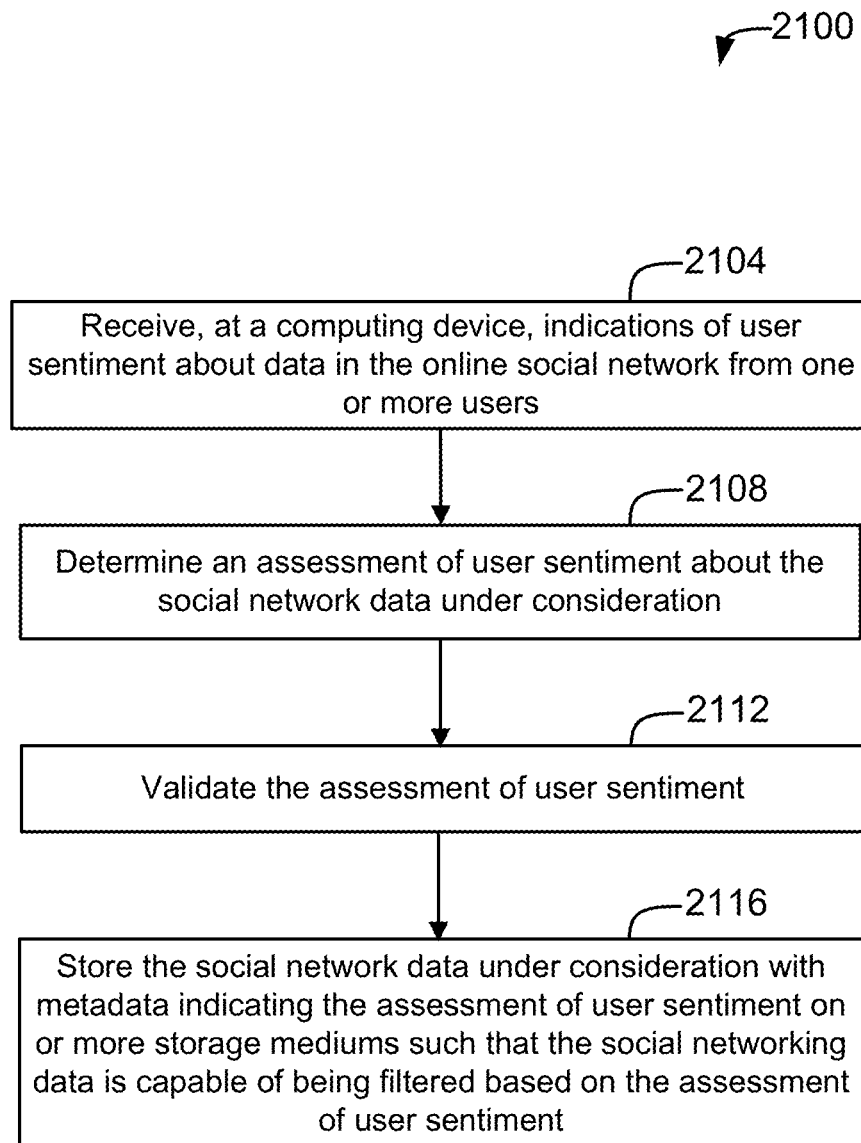 2100
2104
Receive, at a computing device, indications of user
sentiment about data in the online social network from one
or more users
2108
Determine an assessment of user sentiment about the
social network data under consideration
2112
Validate the assessment of user sentiment
2116
Store the social network data under consideration with
metadata indicating the assessment of user sentiment on
or more storage mediums such that the social networking
data is capable of being filtered based on the assessment
of user sentiment